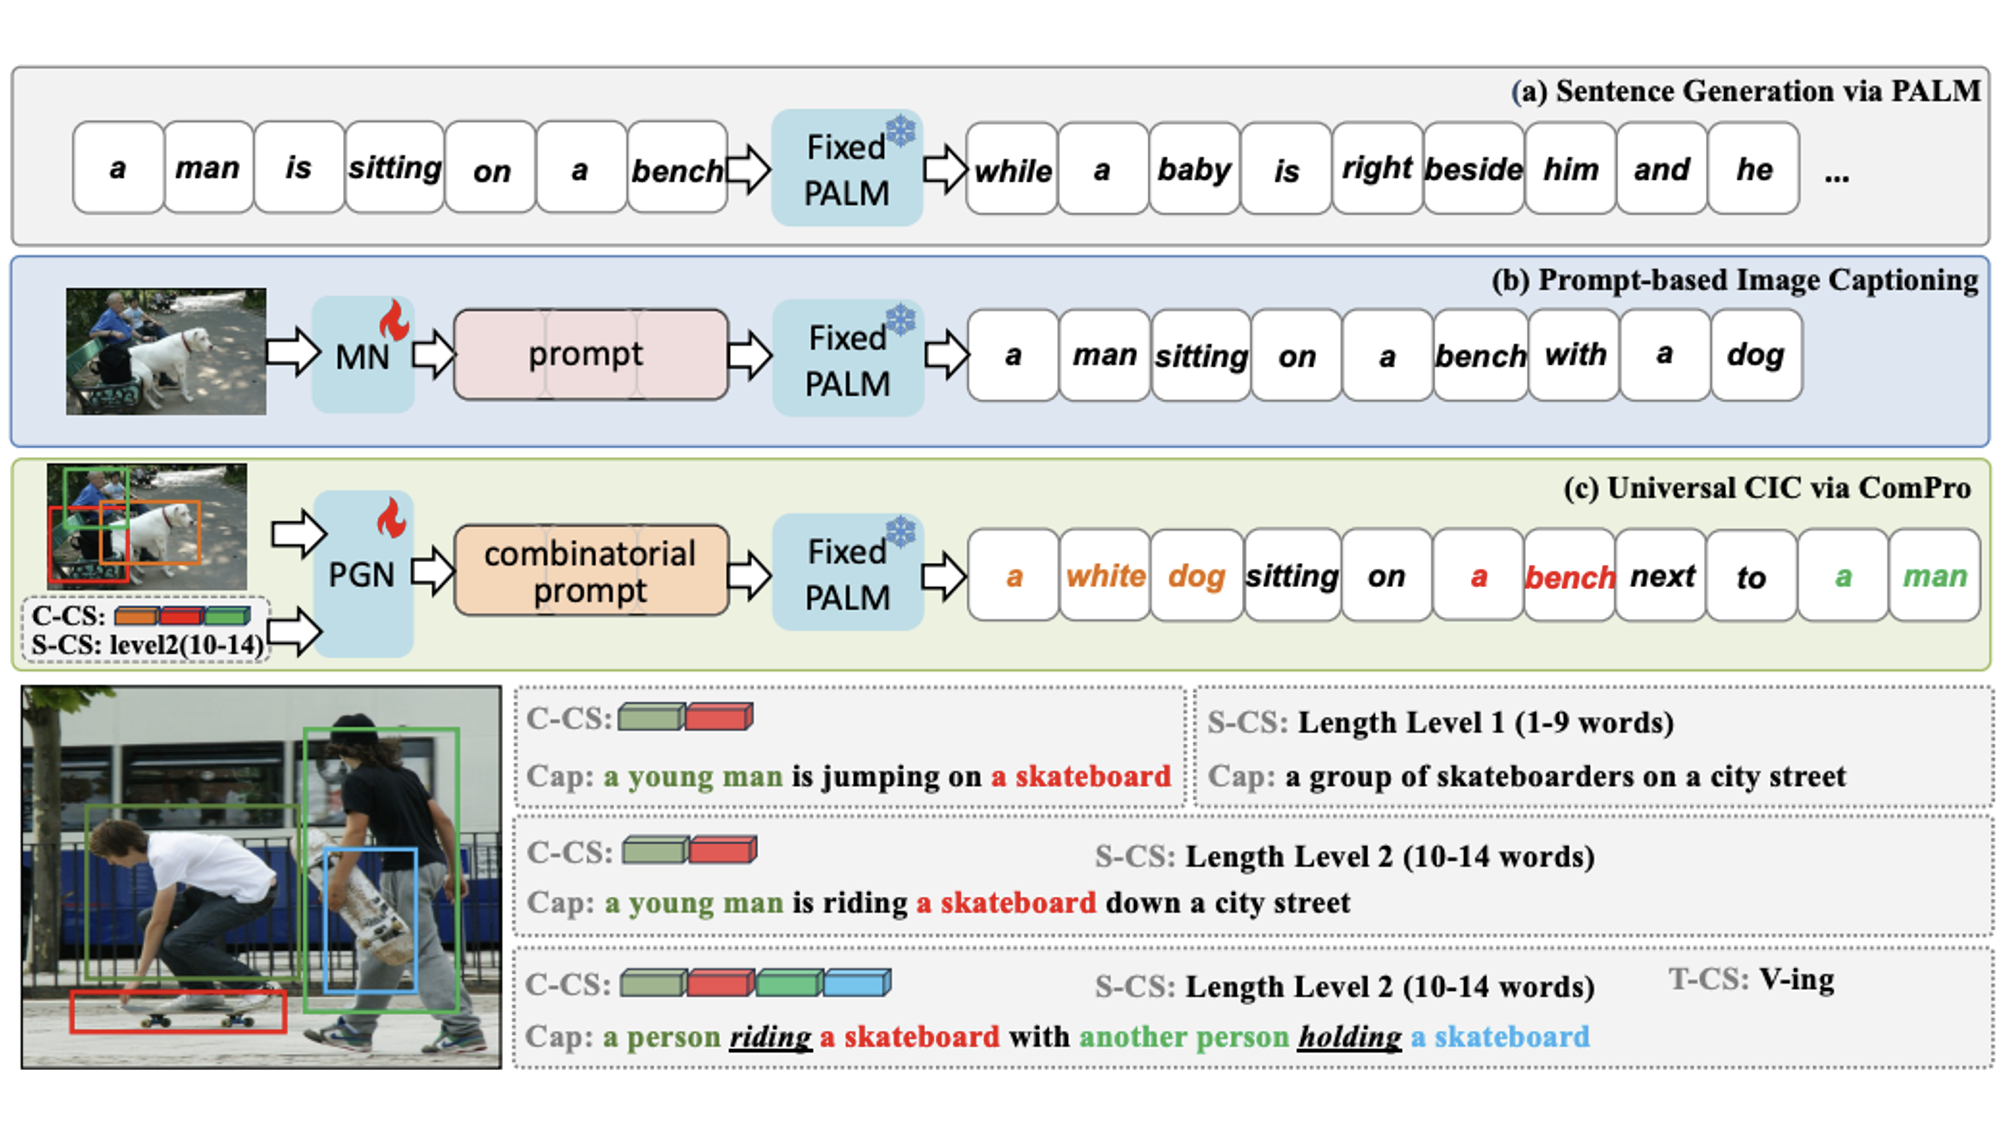 (a) Sentence Generation via PALM
a man is sitting on a bench
Fixed
PALM
while a baby is right beside him and he ...
(b) Prompt-based Image Captioning
MN
prompt
Fixed
PALM
a man sitting on a bench with a dog
(c) Universal CIC via ComPro
C-CS:
S-CS: level2(10-14)
PGN
combinatorial
prompt
Fixed
PALM
a white dog sitting on a bench next to a man
C-CS:
Cap: a young man is jumping on a skateboard
S-CS: Length Level 1 (1-9 words)
Cap: a group of skateboarders on a city street
C-CS: S-CS: Length Level 2 (10-14 words)
Cap: a young man is riding a skateboard down a city street
C-CS: S-CS: Length Level 2 (10-14 words) T-CS: V-ing
Cap: a person riding a skateboard with another person holding a skateboard